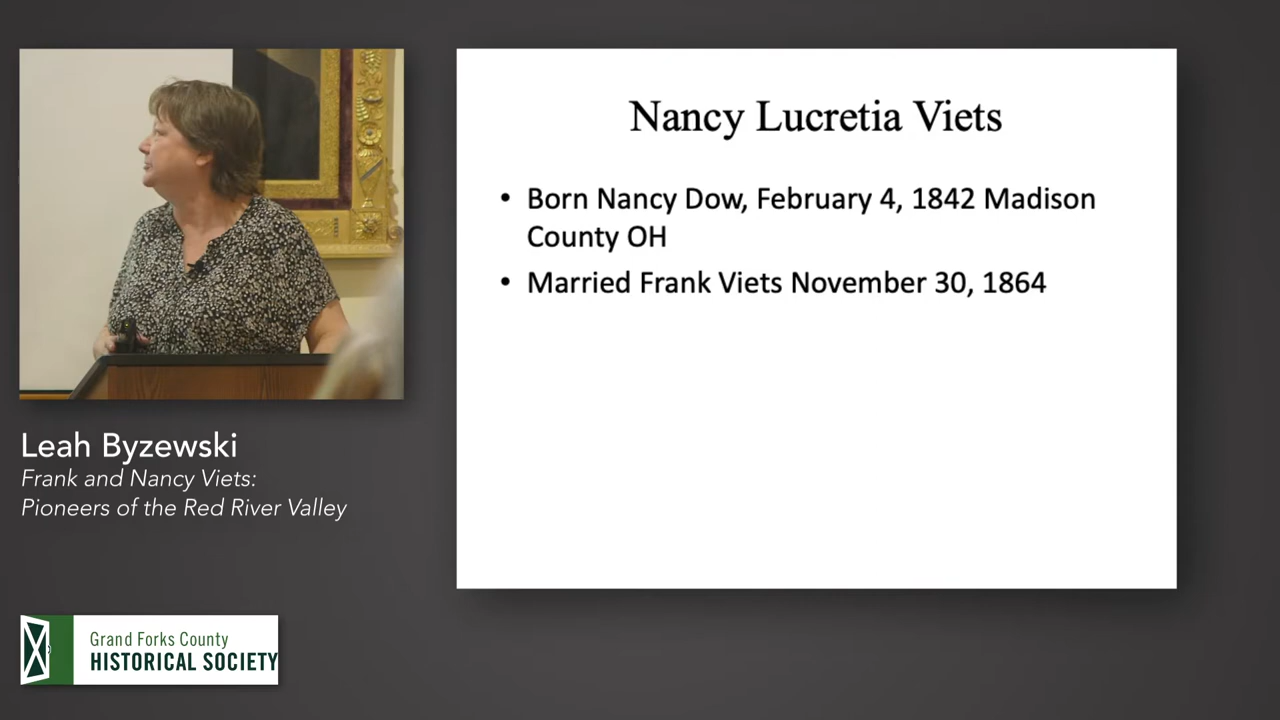 Nancy Lucretia Viets
• Born Nancy Dow, February 4, 1842 Madison
County OH
• Married Frank Viets November 30, 1864
Leah Byzewski
Frank and Nancy Viets:
Pioneers of the Red River Valley
Grand Forks County
HISTORICAL SOCIETY